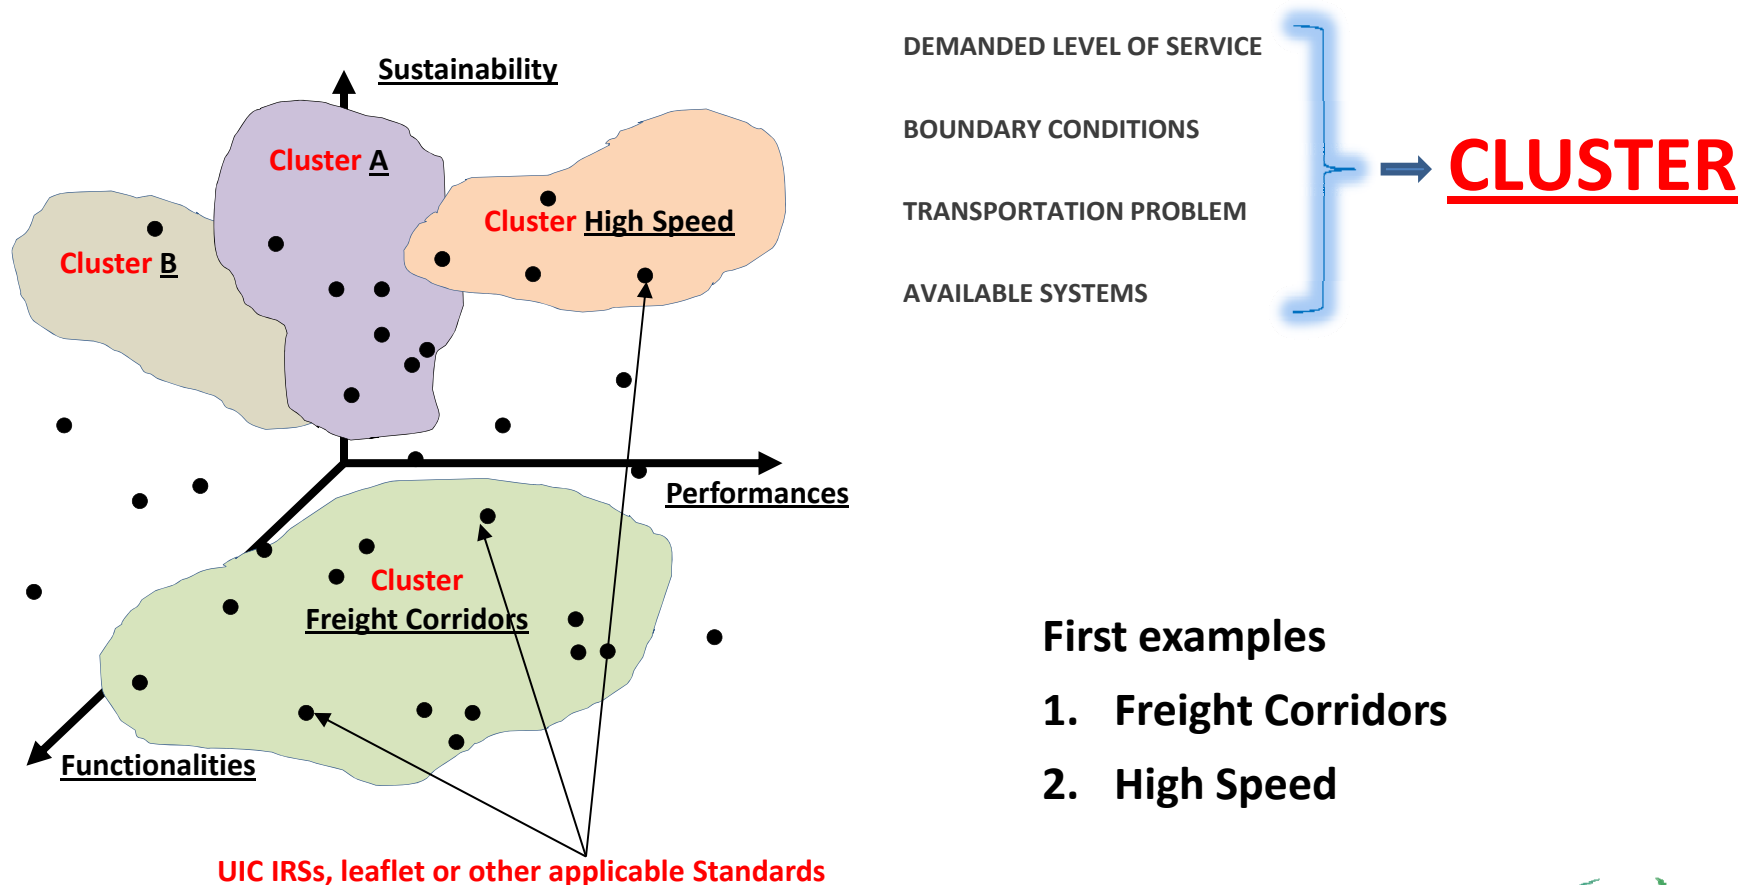 Sustainability
Cluster A
Cluster High Speed
Cluster B
Performances
Cluster
Freight Corridors
Functionalities
UIC IRSs, leaflet or other applicable Standards
DEMANDED LEVEL OF SERVICE
BOUNDARY CONDITIONS
TRANSPORTATION PROBLEM
AVAILABLE SYSTEMS
CLUSTER
First examples
1. Freight Corridors
2. High Speed